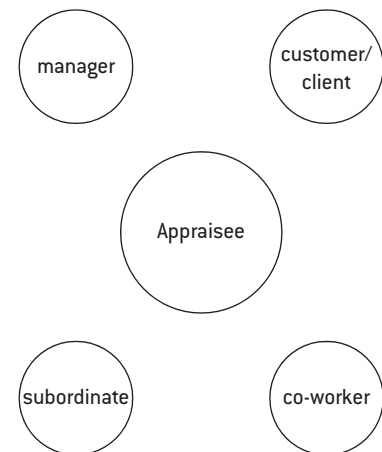 manager
customer/
client
Appraisee
subordinate
co-worker